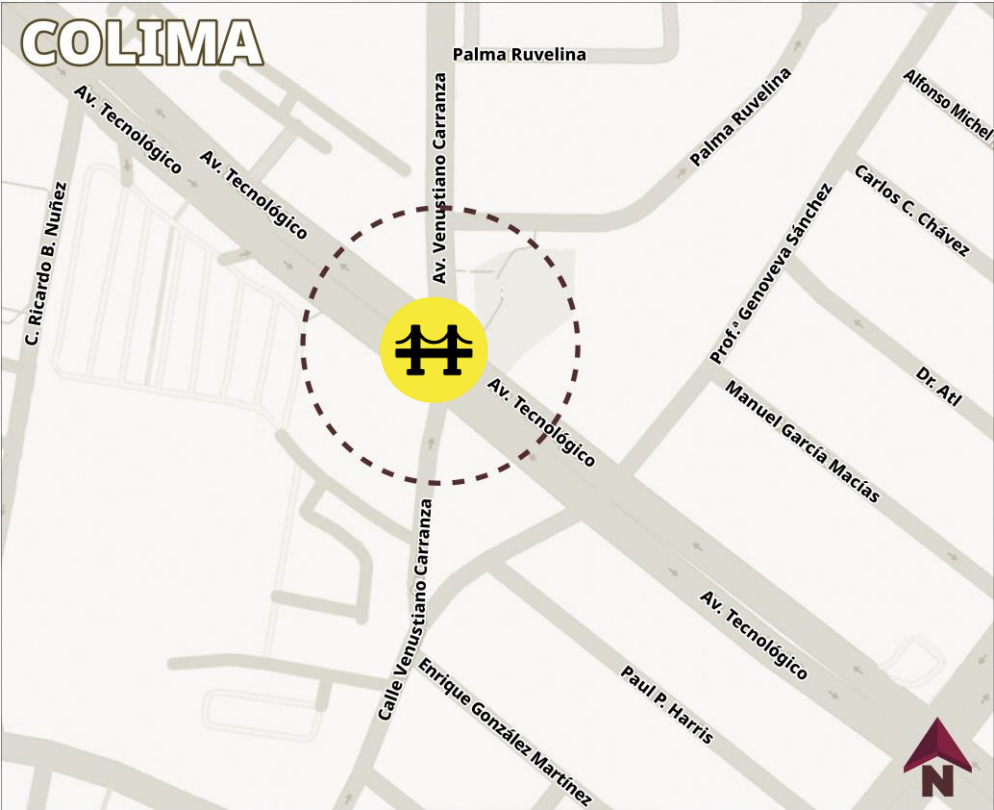 COLIMA
Palma Ruvelina
Av. Tecnológico
Av. Tecnológico
Av. Venustiano Carranza
Palma Ruvelina
Alfonso Michel
Carlos C. Chávez
C. Ricardo B. Nuñez
Prof.ª Genoveva Sánchez
Dr. Atl
Av. Tecnológico
Manuel García Macías
Calle Venustiano Carranza
Av. Tecnológico
Enrique González Martínez
Paul P. Harris
N